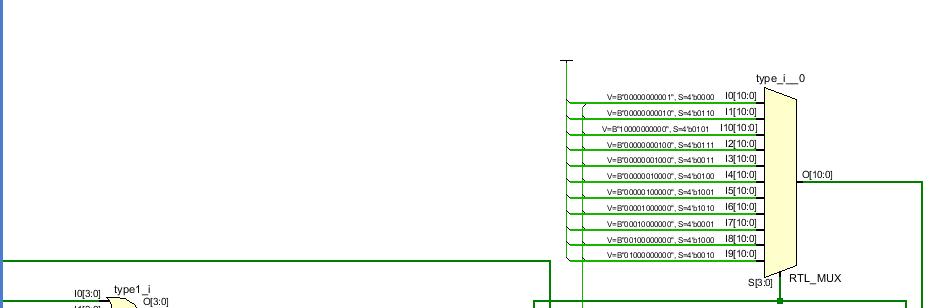 type_i__0
V=B"00000000001", S=4'b0000 I0[10:0]
V=B"00000000010", S=4'b0110 I1[10:0]
V=B"10000000000", S=4'b0101 I10[10:0]
V=B"00000000100", S=4'b0111 I2[10:0]
V=B"00000001000", S=4'b0011 I3[10:0]
V=B"00000010000", S=4'b0100 I4[10:0]
O[10:0]
V=B"00000100000", S=4'b1001 I5[10:0]
V=B"00001000000", S=4'b1010 I6[10:0]
V=B"00010000000", S=4'b0001 I7[10:0]
V=B"00100000000", S=4'b1000 I8[10:0]
V=B"01000000000", S=4'b0010 I9[10:0]
S[3:0] RTL_MUX
type1_i
I0[3:0] O[3:0]